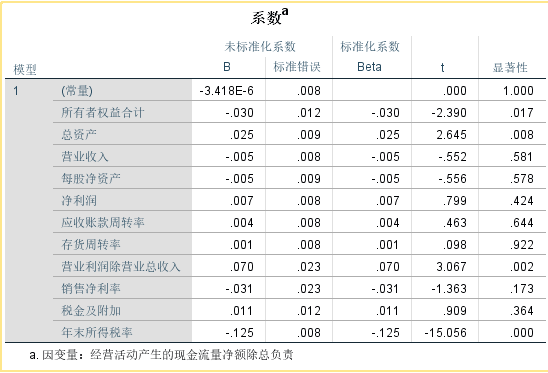 系数a
未标准化系数 标准化系数
模型 B 标准错误 Beta t 显著性
1 (常量) -3.418E-6 .008 .000 1.000
所有者权益合计 -.030 .012 -.030 -2.390 .017
总资产 .025 .009 .025 2.645 .008
营业收入 -.005 .008 -.005 -.552 .581
每股净资产 -.005 .009 -.005 -.556 .578
净利润 .007 .008 .007 .799 .424
应收账款周转率 .004 .008 .004 .463 .644
存货周转率 .001 .008 .001 .098 .922
营业利润除营业总收入 .070 .023 .070 3.067 .002
销售净利率 -.031 .023 -.031 -1.363 .173
税金及附加 .011 .012 .011 .909 .364
年末所得税率 -.125 .008 -.125 -15.056 .000
a. 因变量：经营活动产生的现金流量净额除总负责